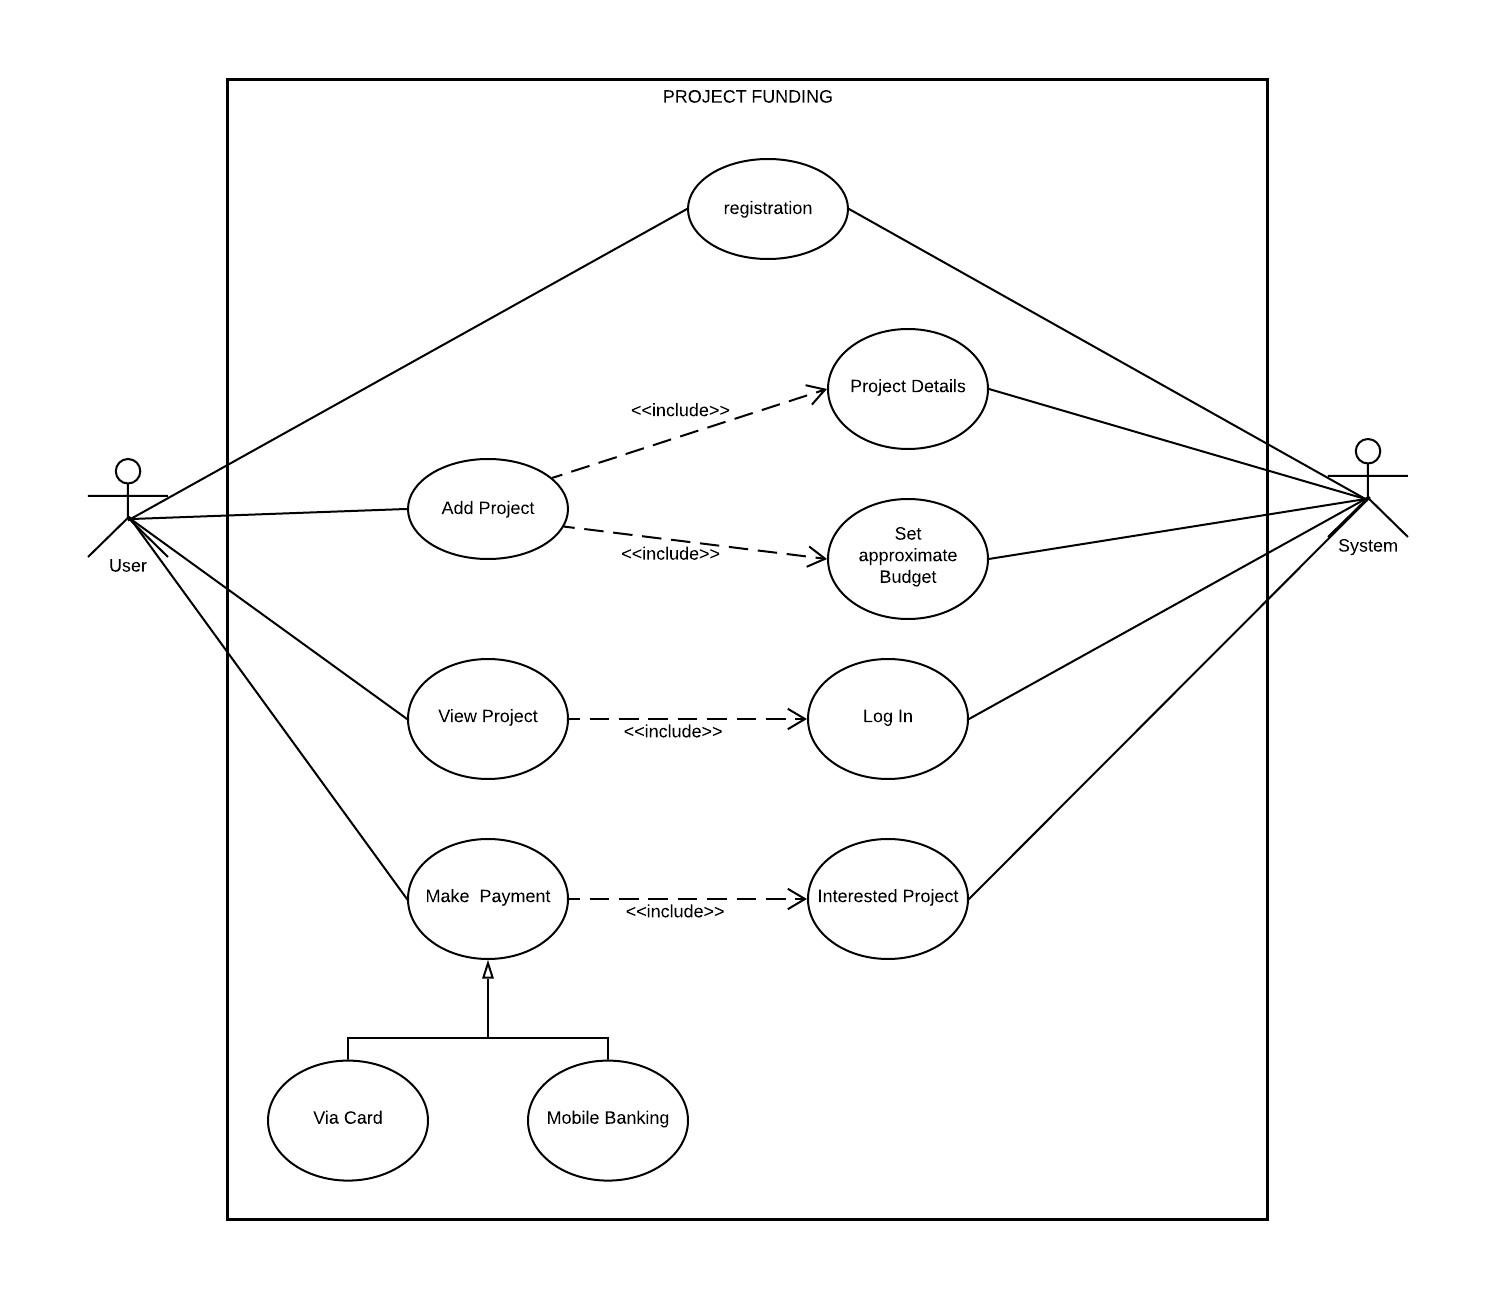 PROJECT FUNDING
registration
Project Details
<<include>>
Add Project
<<include>>
Set
approximate
Budget
User
System
View Project
<<include>>
Log In
Make  Payment
<<include>>
Interested Project
Via Card
Mobile Banking